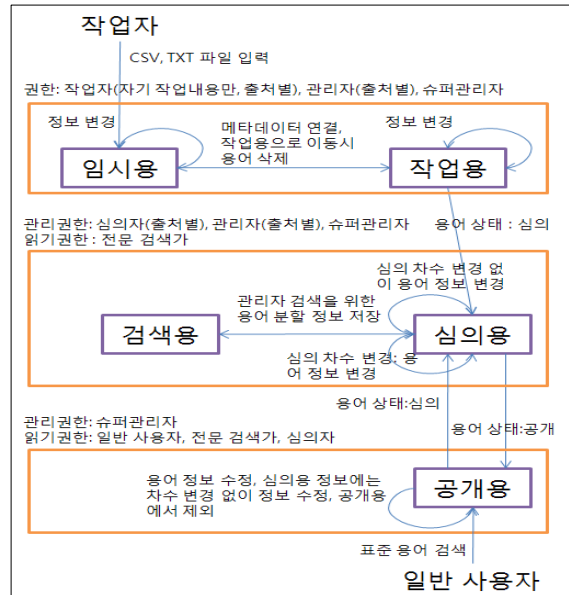 작업자
CSV, TXT 파일 입력
권한: 작업자(자기 작업내용만, 출처별), 관리자(출처별), 슈퍼관리자
정보 변경
메타데이터 연결,
작업용으로 이동시
용어 삭제
정보 변경
임시용
작업용
관리권한: 심의자(출처별), 관리자(출처별), 슈퍼관리자
용어 상태 : 심의
읽기권한 : 전문 검색가
심의 차수 변경 없
이 용어 정보 변경
관리자 검색을 위한
용어 분할 정보 저장
검색용
심의용
심의 차수 변경: 용
어 정보 변경
용어 상태:심의
관리권한: 슈퍼관리자
읽기권한: 일반 사용자, 전문 검색가, 심의자
용어 상태:공개
용어 정보 수정, 심의용 정보에는
차수 변경 없이 정보 수정, 공개용
에서 제외
공개용
표준 용어 검색
일반 사용자